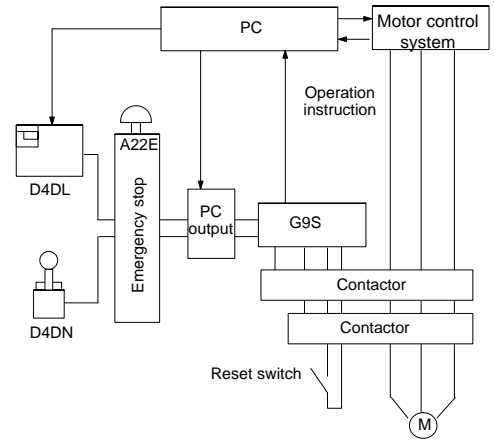 PC
Motor control
system
Operation
instruction
A22E
D4DL
Emergency stop
PC
output
G9S
Contactor
D4DN
Contactor
Reset switch
M